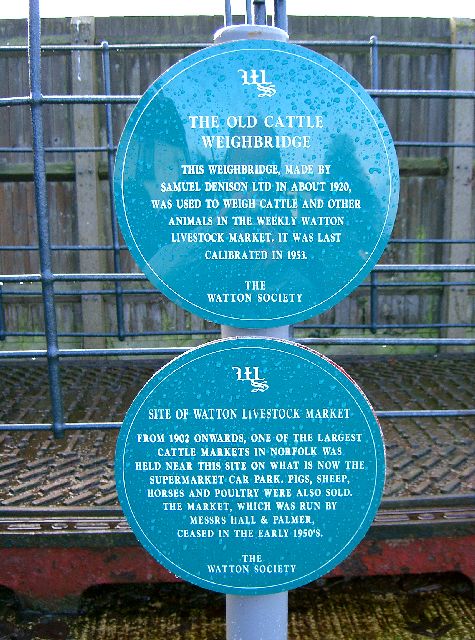 WLS
THE OLD CATTLE
WEIGHBRIDGE
THIS WEIGHBRIDGE, MADE BY
SAMUEL DENISON LTD IN ABOUT 1920,
WAS USED TO WEIGH CATTLE AND OTHER
ANIMALS IN THE WEEKLY WATTON
LIVESTOCK MARKET. IT WAS LAST
CALIBRATED IN 1953.
THE
WATTON SOCIETY
WLS
SITE OF WATTON LIVESTOCK MARKET
FROM 1902 ONWARDS, ONE OF THE LARGEST
CATTLE MARKETS IN NORFOLK WAS
HELD NEAR THIS SITE ON WHAT IS NOW THE
SUPERMARKET CAR PARK. PIGS, SHEEP,
HORSES AND POULTRY WERE ALSO SOLD.
THE MARKET, WHICH WAS RUN BY
MESSRS HALL & PALMER,
CEASED IN THE EARLY 1950'S.
THE
WATTON SOCIETY